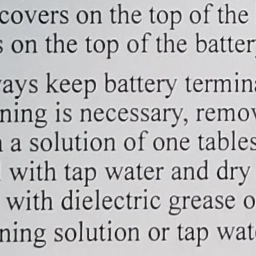 covers on the top of the
s on the top of the battery
ays keep battery termina
ning is necessary, remov
a solution of one tables
with tap water and dry
with dielectric grease o
ning solution or tap wat